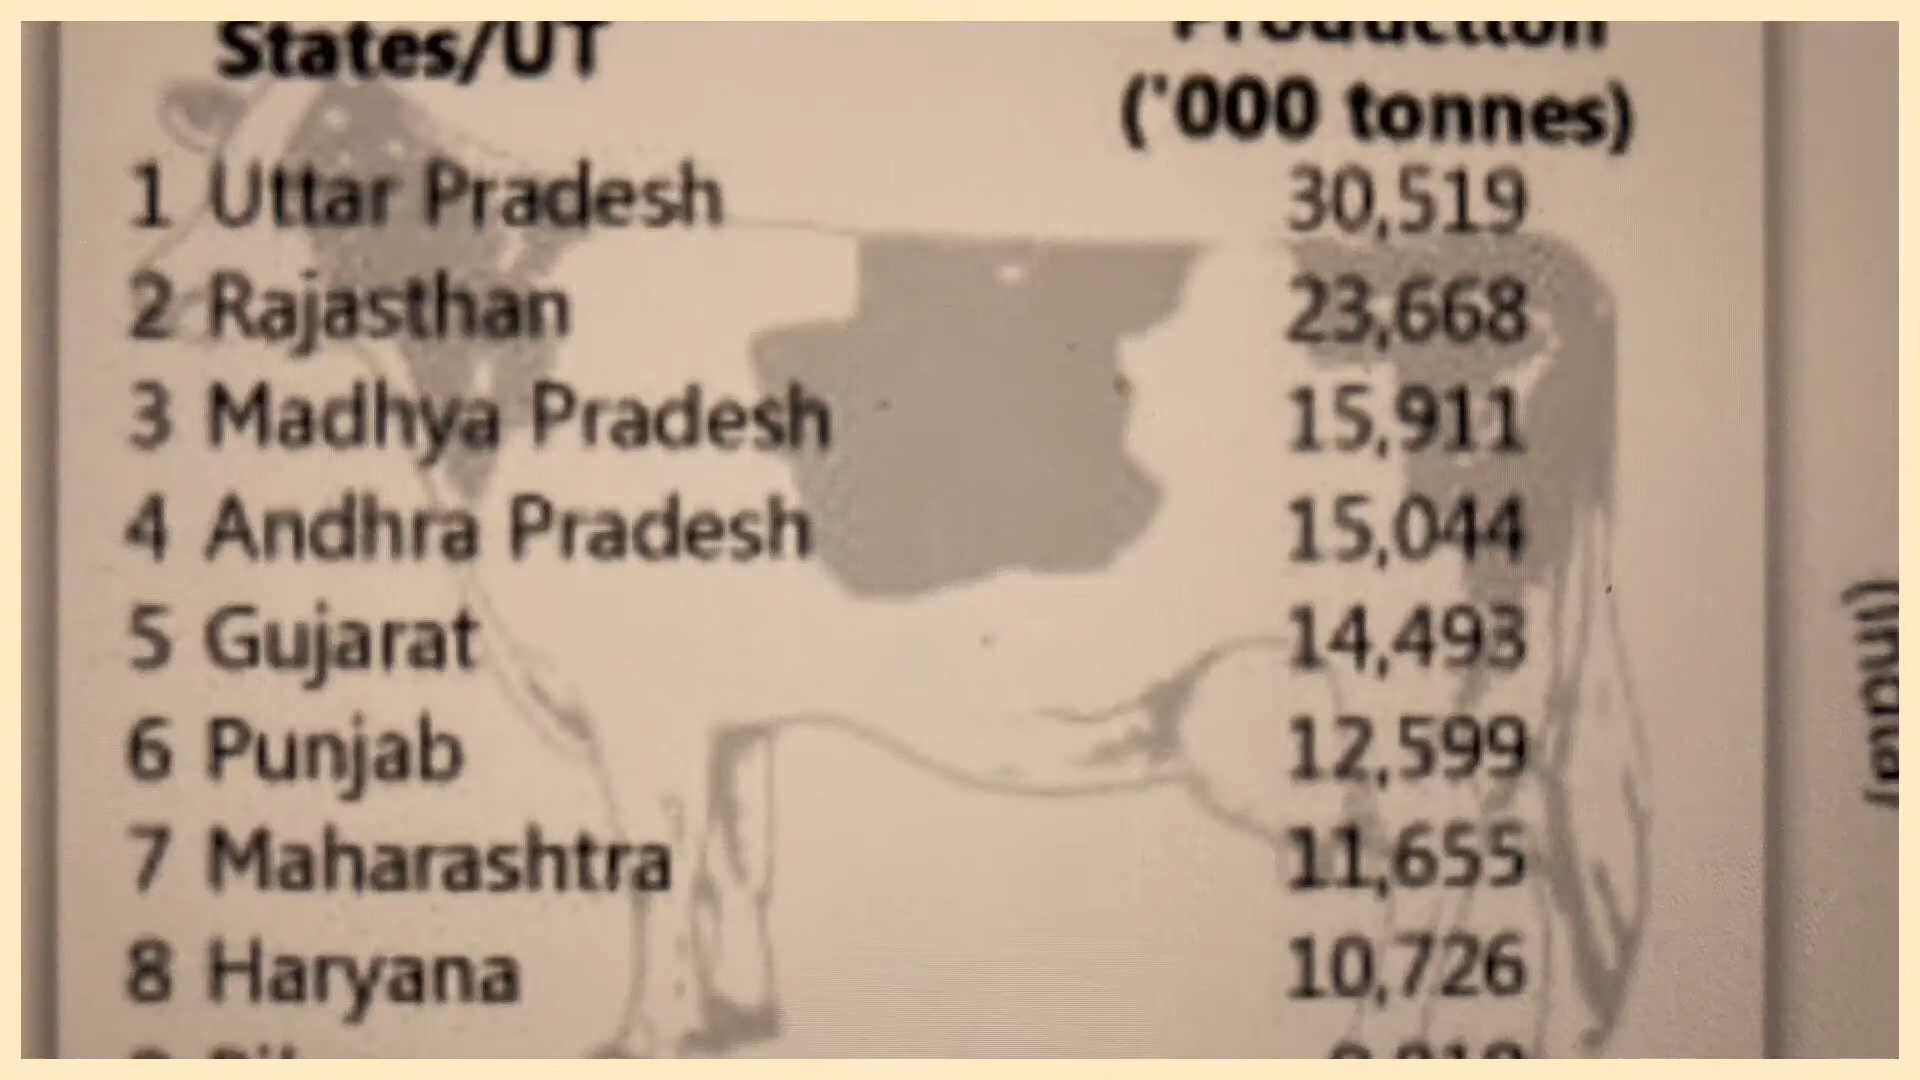 States/UT Production
('000 tonnes)
1 Uttar Pradesh 30,519
2 Rajasthan 23,668
3 Madhya Pradesh 15,911
4 Andhra Pradesh 15,044
5 Gujarat 14,493
6 Punjab 12,599
7 Maharashtra 11,655
8 Haryana 10,726